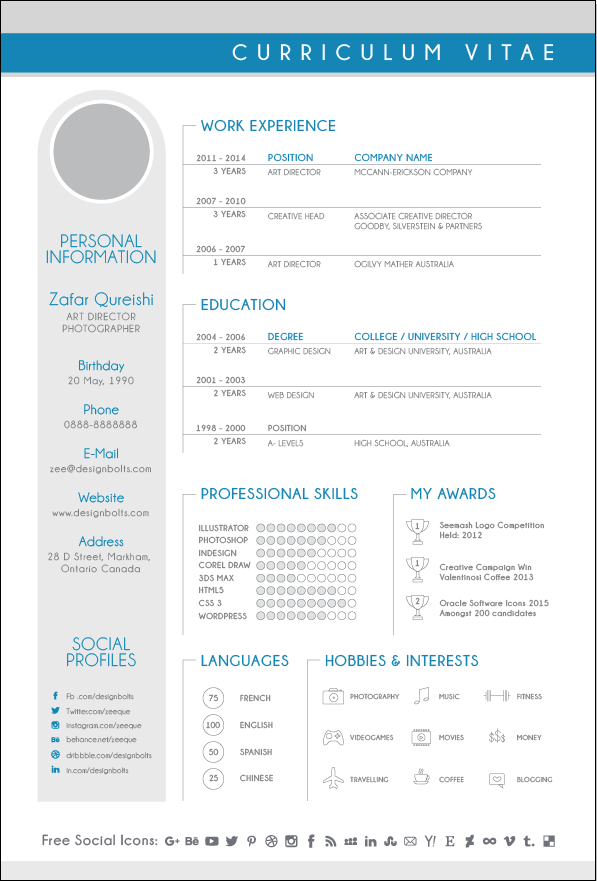 CURRICULUM VITAE
PERSONAL
INFORMATION
Zafar Qureishi
ART DIRECTOR
PHOTOGRAPHER
Birthday
20 May, 1990
Phone
0888-8888888
E-Mail
zee@designbolts.com
Website
www.designbolts.com
Address
28 D Street, Markham,
Ontario Canada
SOCIAL
PROFILES
Fb .com/designbolts
Twitter.com/zeeque
instagram.com/zeeque
behance.net/zeeque
dribbble.com/designbolts
in.com/designbolts
WORK EXPERIENCE
2011 - 2014 POSITION COMPANY NAME
3 YEARS ART DIRECTOR MCCANN-ERICKSON COMPANY
2007 - 2010
3 YEARS CREATIVE HEAD ASSOCIATE CREATIVE DIRECTOR
GOODBY, SILVERSTEIN & PARTNERS
2006 - 2007
1 YEARS ART DIRECTOR OGILVY MATHER AUSTRALIA
EDUCATION
2004 - 2006 DEGREE COLLEGE / UNIVERSITY / HIGH SCHOOL
2 YEARS GRAPHIC DESIGN ART & DESIGN UNIVERSITY, AUSTRALIA
2001 - 2003
2 YEARS WEB DESIGN ART & DESIGN UNIVERSITY, AUSTRALIA
1998 - 2000 POSITION
2 YEARS A- LEVELS HIGH SCHOOL, AUSTRALIA
PROFESSIONAL SKILLS
ILLUSTRATOR
PHOTOSHOP
INDESIGN
COREL DRAW
3DS MAX
HTML5
CSS 3
WORDPRESS
MY AWARDS
1 Seemash Logo Competition
Held: 2012
1 Creative Campaign Win
Valentinosi Coffee 2013
2 Oracle Software Icons 2015
Amongst 200 candidates
LANGUAGES
75 FRENCH
100 ENGLISH
50 SPANISH
25 CHINESE
HOBBIES & INTERESTS
PHOTOGRAPHY MUSIC FITNESS
VIDEOGAMES MOVIES MONEY
TRAVELLING COFFEE BLOGGING
Free Social Icons: